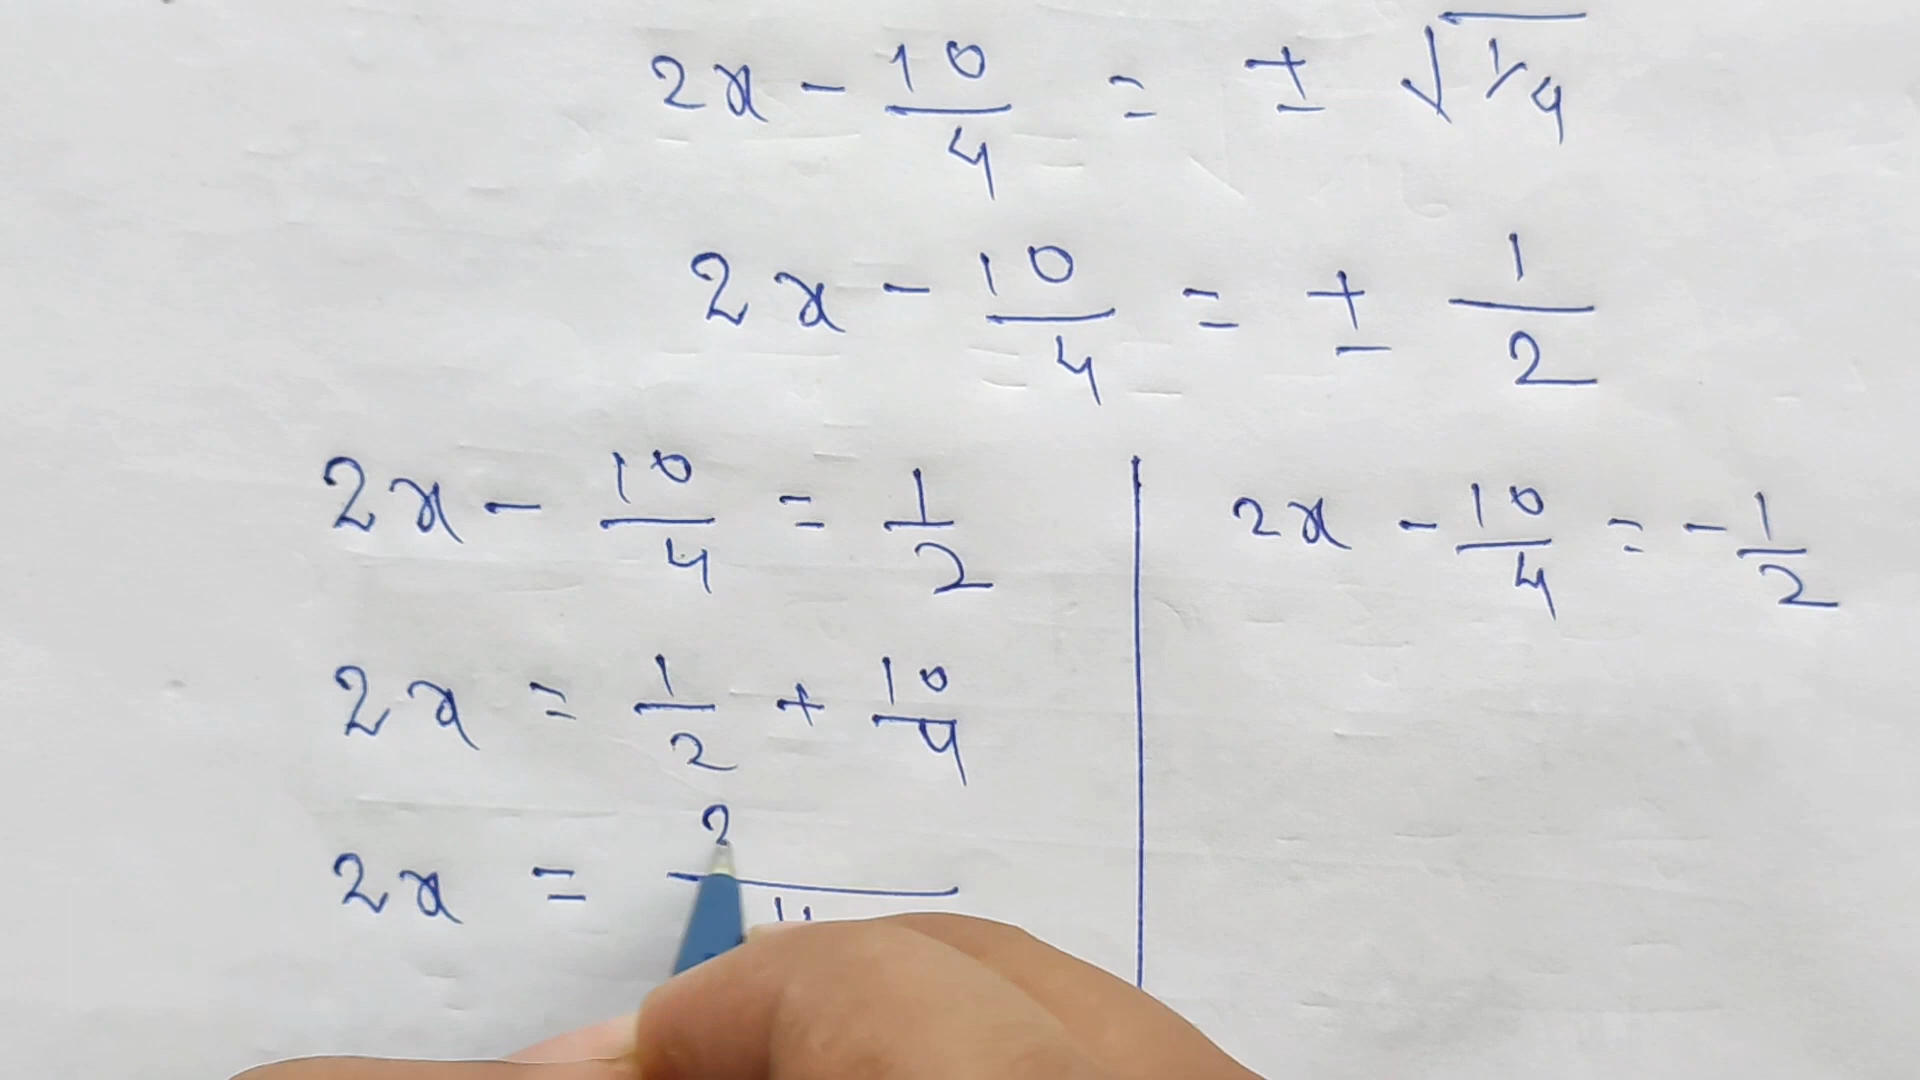 2x - 10/4 = ± √1/4
2x - 10/4 = ± 1/2
2x - 10/4 = 1/2
2x = 1/2 + 10/4
2x = 2/4
2x - 10/4 = - 1/2